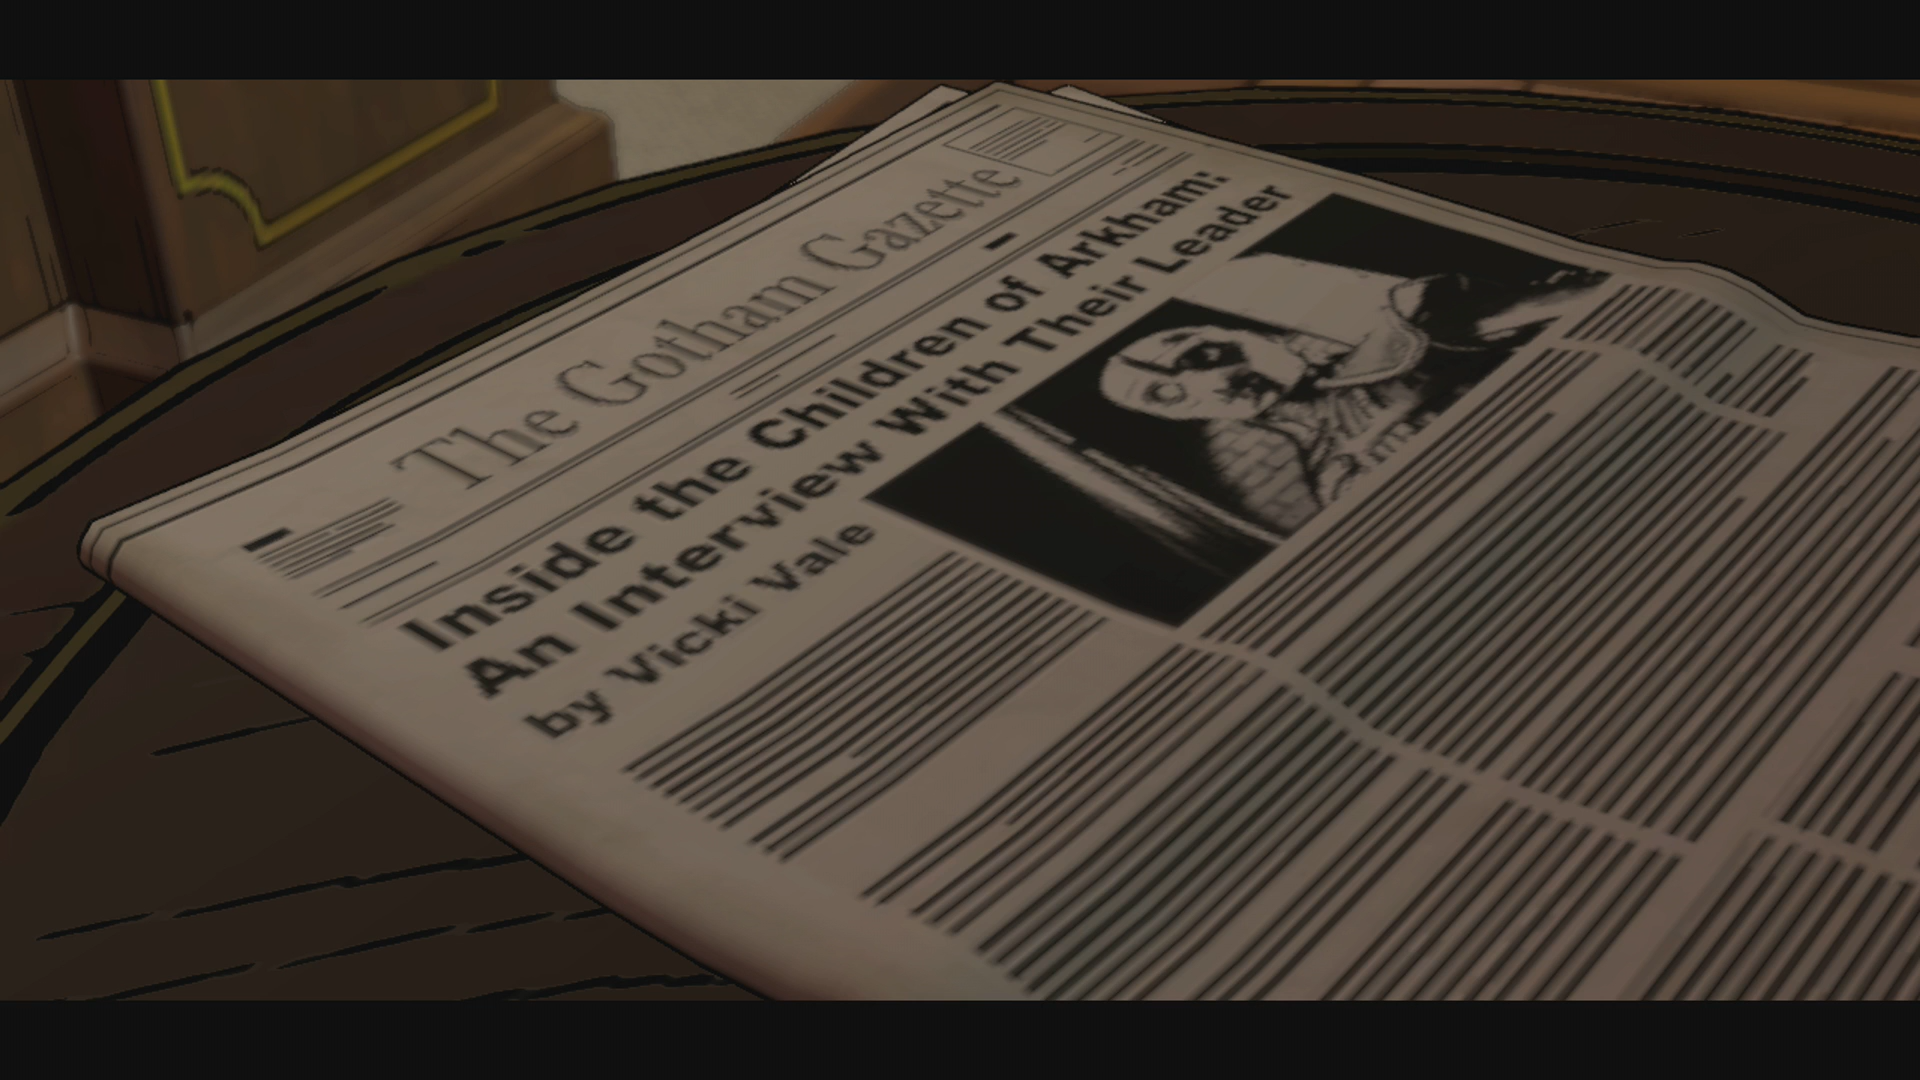 The Gotham Gazette
Inside the Children of Arkham:
An Interview With Their Leader
by Vicki Vale